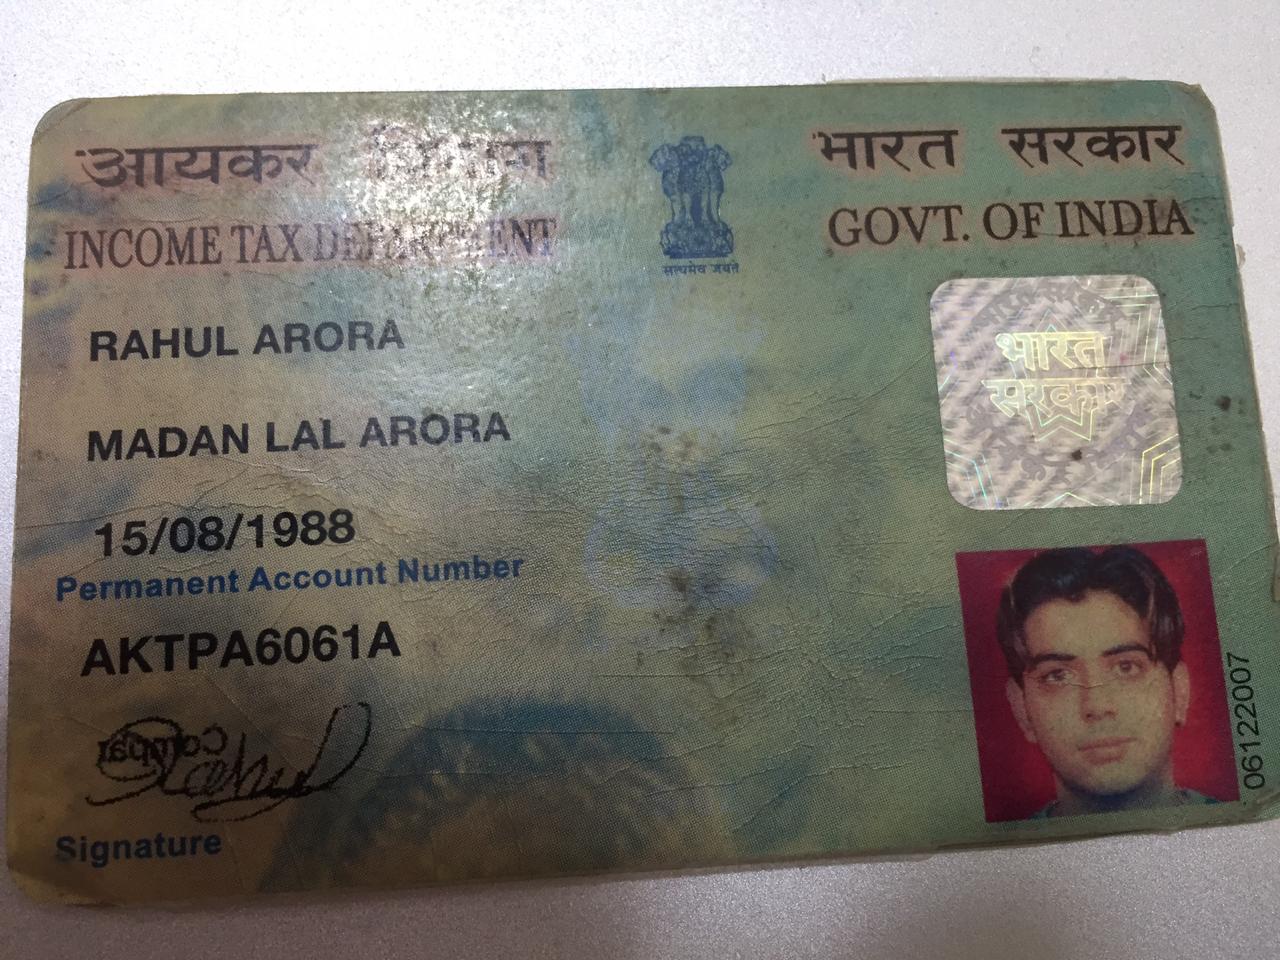 आयकर विभाग
INCOME TAX DEPARTMENT
भारत सरकार
GOVT. OF INDIA
सत्यमेव जयते
RAHUL ARORA
MADAN LAL ARORA
15/08/1988
Permanent Account Number
AKTPA6061A
Rahul
Signature
भारत
सरकार
06122007